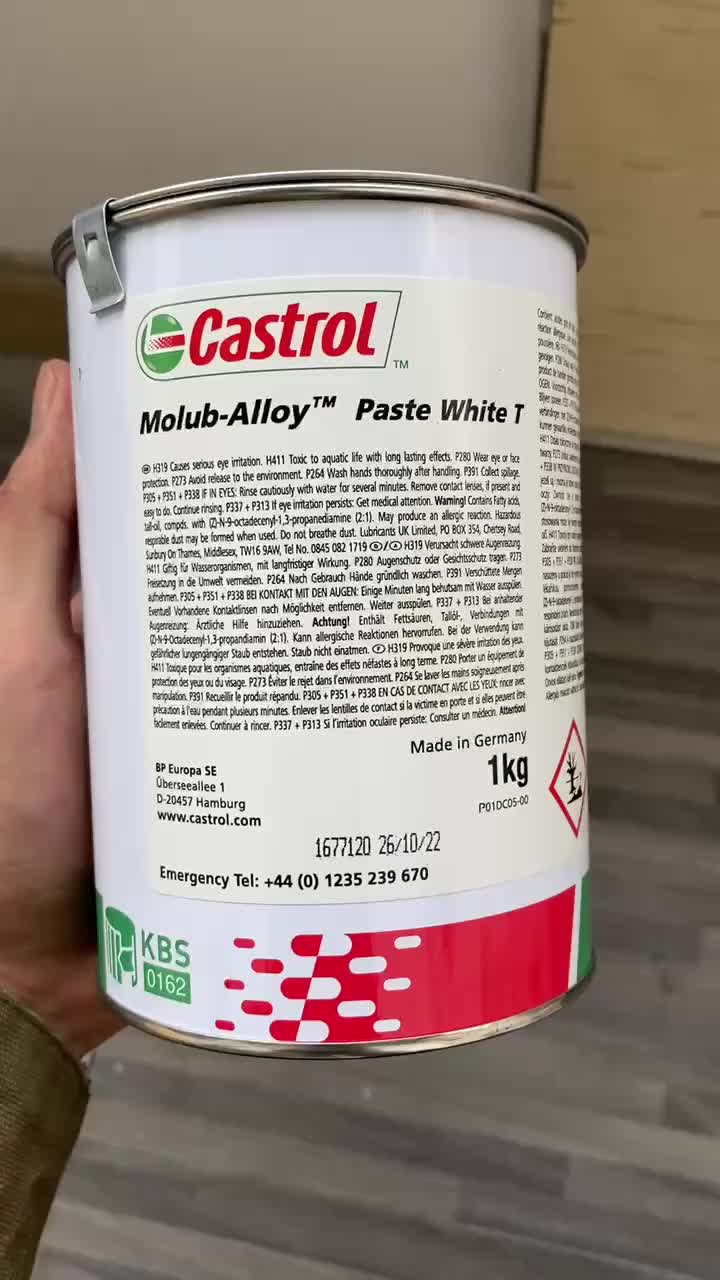 Castrol
TM
Molub-Alloy™ Paste White T
H319 Causes serious eye irritation. H411 Toxic to aquatic life with long lasting effects. P280 Wear eye or face
protection. P273 Avoid release to the environment. P264 Wash hands thoroughly after handling. P391 Collect spillage.
P305 + P351 + P338 IF IN EYES: Rinse cautiously with water for several minutes. Remove contact lenses, if present and
easy to do. Continue rinsing. P337 + P313 If eye irritation persists: Get medical attention. Warning! Contains Fatty acids,
tall-oil, compds. with (Z)-N-9-octadecenyl-1,3-propanediamine (2:1). May produce an allergic reaction. Hazardous
respirable dust may be formed when used. Do not breathe dust. Lubricants UK Limited, PO BOX 354, Chertsey Road,
Sunbury On Thames, Middlesex, TW16 9AW, Tel No. 0845 082 1719 H319 Verursacht schwere Augenreizung.
H411 Giftig für Wasserorganismen, mit langfristiger Wirkung. P280 Augenschutz oder Gesichtsschutz tragen. P273
Freisetzung in die Umwelt vermeiden. P264 Nach Gebrauch Hände gründlich waschen. P391 Verschüttete Mengen
aufnehmen. P305 + P351 + P338 BEI KONTAKT MIT DEN AUGEN: Einige Minuten lang behutsam mit Wasser ausspülen.
Eventuell Vorhandene Kontaktlinsen nach Möglichkeit entfernen. Weiter ausspülen. P337 + P313 Bei anhaltender
Augenreizung: Ärztliche Hilfe hinzuziehen. Achtung! Enthält Fettsäuren, Tallöl-, Verbindungen mit
(Z)-N-9-Octadecenyl-1,3-propandiamin (2:1). Kann allergische Reaktionen hervorrufen. Bei der Verwendung kann
gefährlicher lungengängiger Staub entstehen. Staub nicht einatmen. H319 Provoque une sévère irritation des yeux.
H411 Toxique pour les organismes aquatiques, entraîne des effets néfastes à long terme. P280 Porter un équipement de
protection des yeux ou du visage. P273 Éviter le rejet dans l'environnement. P264 Se laver les mains soigneusement après
manipulation. P391 Recueillir le produit répandu. P305 + P351 + P338 EN CAS DE CONTACT AVEC LES YEUX: rincer avec
précaution à l'eau pendant plusieurs minutes. Enlever les lentilles de contact si la victime en porte et si elles peuvent être
facilement enlevées. Continuer à rincer. P337 + P313 Si l'irritation oculaire persiste: Consulter un médecin. Attention!
Made in Germany
1kg
P01DC05-00
BP Europa SE
Überseeallee 1
D-20457 Hamburg
www.castrol.com
1677120 26/10/22
Emergency Tel: +44 (0) 1235 239 670
KBS
0162